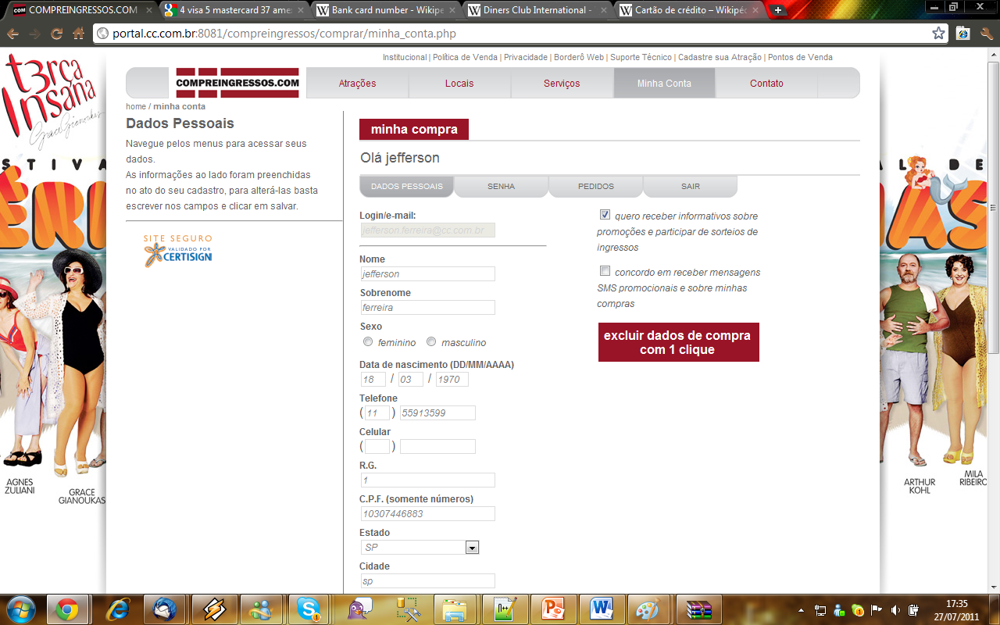 COMPREINGRESSOS.COM
4 visa 5 mastercard 37 ame
Bank card number - Wikipe
Diners Club International -
Cartão de crédito – Wikipéd
portal.cc.com.br:8081/compreingressos/comprar/minha_conta.php
Institucional | Política de Venda | Privacidade | Borderô Web | Suporte Técnico | Cadastre sua Atração | Pontos de Venda
COMPREINGRESSOS.COM
Atrações
Locais
Serviços
Minha Conta
Contato
home / minha conta
Dados Pessoais
Navegue pelos menus para acessar seus
dados.
As informações ao lado foram preenchidas
no ato do seu cadastro, para alterá-las basta
escrever nos campos e clicar em salvar.
SITE SEGURO
VALIDADO POR
CERTISIGN
minha compra
Olá jefferson
DADOS PESSOAIS
SENHA
PEDIDOS
SAIR
Login/e-mail:
jefferson.ferreira@cc.com.br
Nome
jefferson
Sobrenome
ferreira
Sexo
feminino
masculino
Data de nascimento (DD/MM/AAAA)
18 / 03 / 1970
Telefone
( 11 ) 55913599
Celular
( )
R.G.
1
C.P.F. (somente números)
10307446883
Estado
SP
Cidade
sp
quero receber informativos sobre
promoções e participar de sorteios de
ingressos
concordo em receber mensagens
SMS promocionais e sobre minhas
compras
excluir dados de compra
com 1 clique
t3rça
Insana
Grace Gianoukas
STIVA
ÉRI
AGNES
ZULIANI
GRACE
GIANOUKAS
AL DE
AS
ARTHUR
KOHL
MILA
RIBEIRO
17:35
27/07/2011